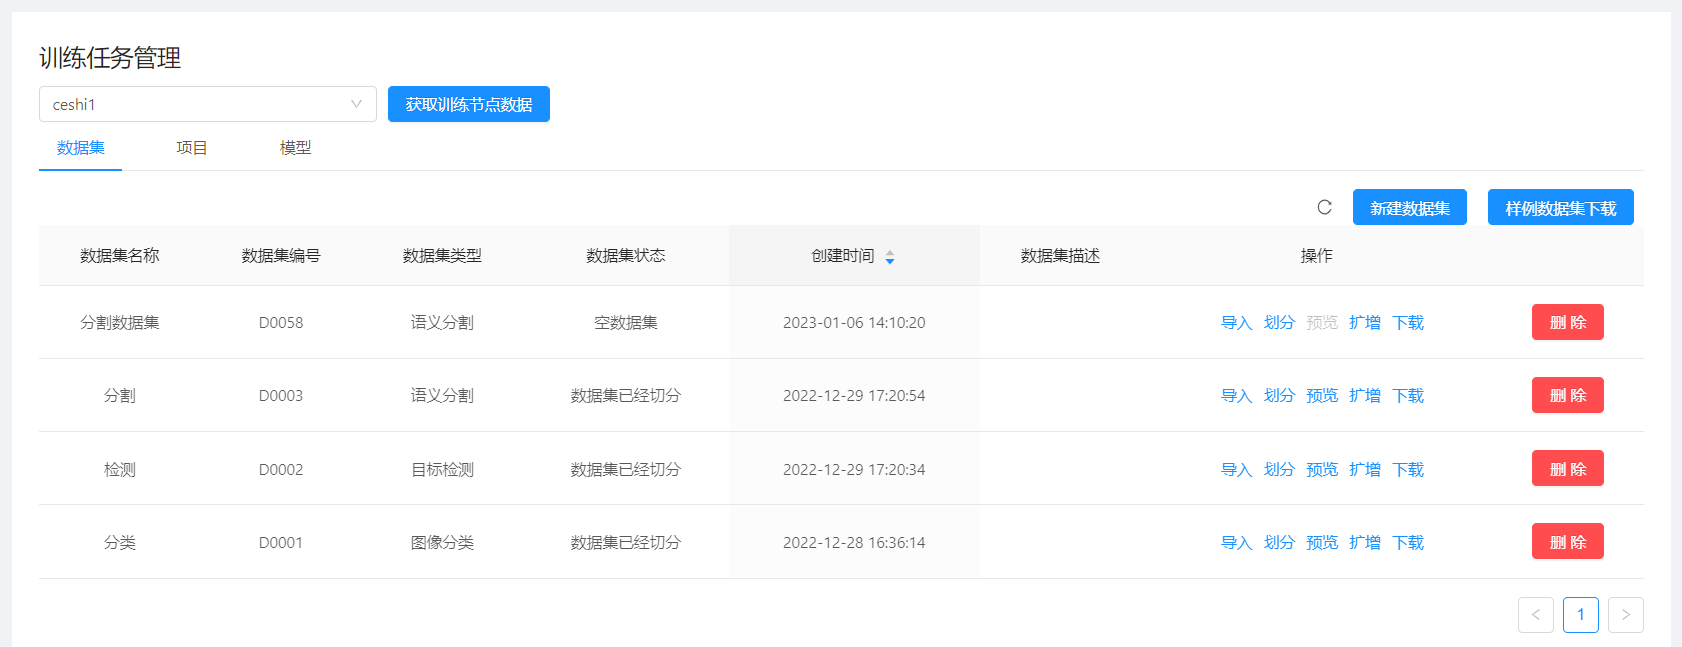 训练任务管理
ceshi1 获取训练节点数据
数据集 项目 模型
新建数据集 样例数据集下载
数据集名称 数据集编号 数据集类型 数据集状态 创建时间 数据集描述 操作
分割数据集 D0058 语义分割 空数据集 2023-01-06 14:10:20 导入 划分 预览 扩增 下载 删 除
分割 D0003 语义分割 数据集已经切分 2022-12-29 17:20:54 导入 划分 预览 扩增 下载 删 除
检测 D0002 目标检测 数据集已经切分 2022-12-29 17:20:34 导入 划分 预览 扩增 下载 删 除
分类 D0001 图像分类 数据集已经切分 2022-12-28 16:36:14 导入 划分 预览 扩增 下载 删 除
< 1 >